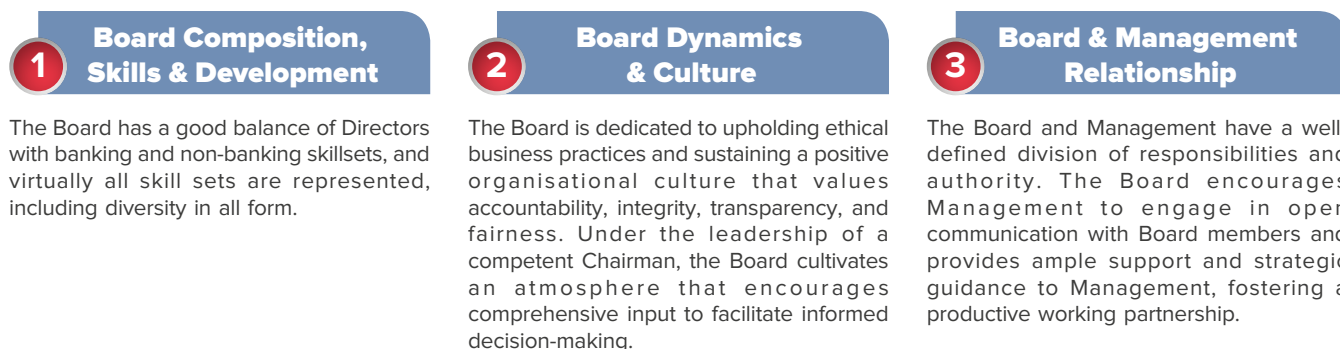 1
Board Composition,
Skills & Development
The Board has a good balance of Directors
with banking and non-banking skillsets, and
virtually all skill sets are represented,
including diversity in all form.
2
Board Dynamics
& Culture
The Board is dedicated to upholding ethical
business practices and sustaining a positive
organisational culture that values
accountability, integrity, transparency, and
fairness. Under the leadership of a
competent Chairman, the Board cultivates
an atmosphere that encourages
comprehensive input to facilitate informed
decision-making.
3
Board & Management
Relationship
The Board and Management have a well
defined division of responsibilities and
authority. The Board encourages
Management to engage in open
communication with Board members and
provides ample support and strategic
guidance to Management, fostering a
productive working partnership.